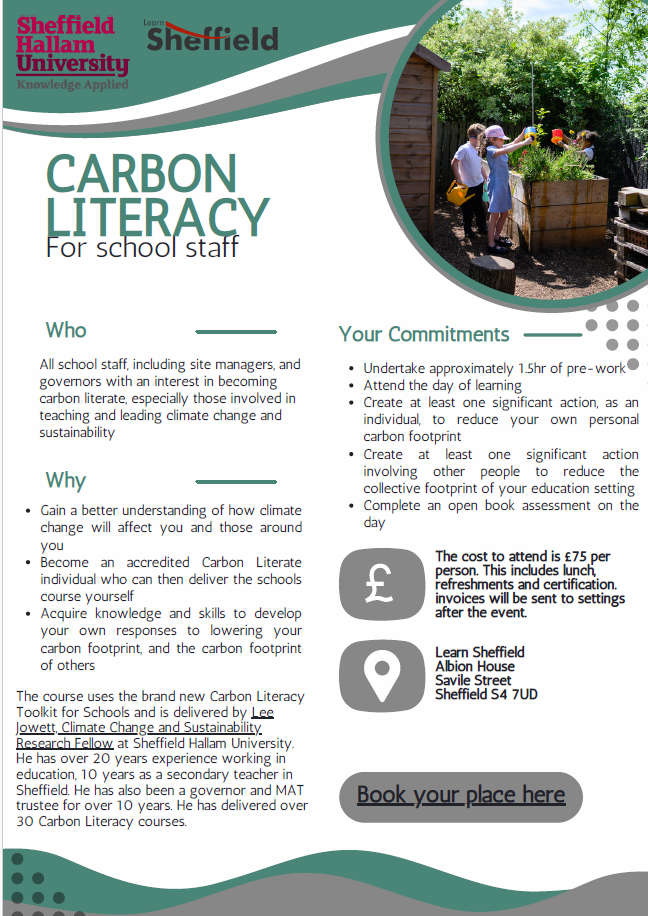 Sheffield
Hallam
University
Knowledge Applied
Learn
Sheffield
CARBON
LITERACY
For school staff
Who
All school staff, including site managers, and
governors with an interest in becoming
carbon literate, especially those involved in
teaching and leading climate change and
sustainability
Why
• Gain a better understanding of how climate
change will affect you and those around
you
• Become an accredited Carbon Literate
individual who can then deliver the schools
course yourself
• Acquire knowledge and skills to develop
your own responses to lowering your
carbon footprint, and the carbon footprint
of others
The course uses the brand new Carbon Literacy
Toolkit for Schools and is delivered by Lee
Jowett, Climate Change and Sustainability
Research Fellow at Sheffield Hallam University.
He has over 20 years experience working in
education, 10 years as a secondary teacher in
Sheffield. He has also been a governor and MAT
trustee for over 10 years. He has delivered over
30 Carbon Literacy courses.
Your Commitments
• Undertake approximately 1.5hr of pre-work
• Attend the day of learning
• Create at least one significant action, as an
individual, to reduce your own personal
carbon footprint
• Create at least one significant action
involving other people to reduce the
collective footprint of your education setting
• Complete an open book assessment on the
day
£
The cost to attend is £75 per
person. This includes lunch,
refreshments and certification.
invoices will be sent to settings
after the event.
Learn Sheffield
Albion House
Savile Street
Sheffield S4 7UD
Book your place here